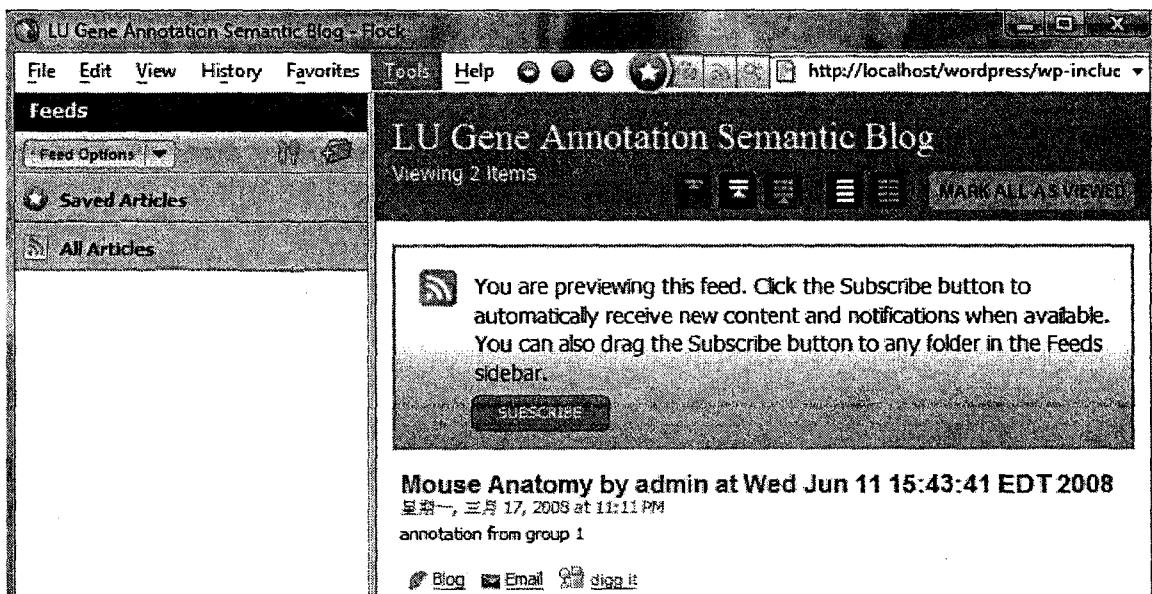 LU Gene Annotation Semantic Blog - Flock
File Edit View History Favorites Tools Help http://localhost/wordpress/wp-incluc
Feeds
Feed Options
Saved Articles
All Articles
LU Gene Annotation Semantic Blog
Viewing 2 Items
MARK ALL AS VIEWED
You are previewing this feed. Click the Subscribe button to
automatically receive new content and notifications when available.
You can also drag the Subscribe button to any folder in the Feeds
sidebar.
SUBSCRIBE
Mouse Anatomy by admin at Wed Jun 11 15:43:41 EDT 2008
星期一, 三月 17, 2008 at 11:11 PM
annotation from group 1
Blog Email digg it